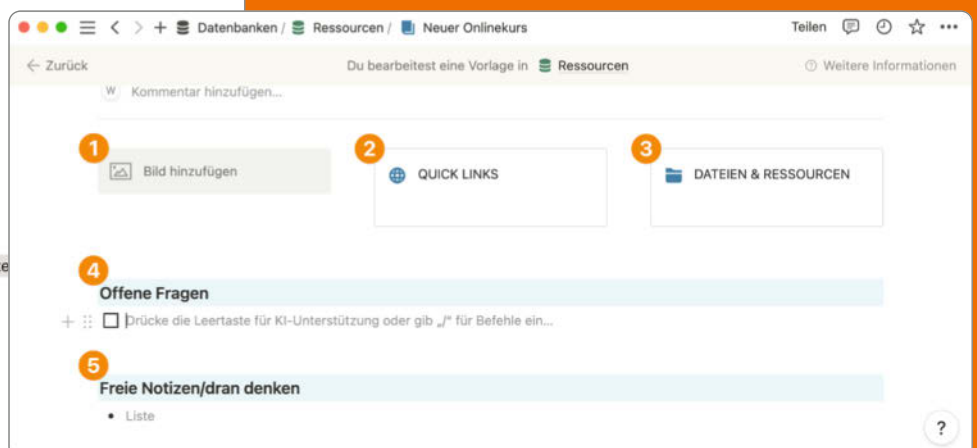 Datenbanken / Ressourcen / Neuer Onlinekurs Teilen
← Zurück Du bearbeitest eine Vorlage in Ressourcen Weitere Informationen
W Kommentar hinzufügen...
1 2 3
Bild hinzufügen QUICK LINKS DATEIEN & RESSOURCEN
4
Offene Fragen
Drücke die Leertaste für KI-Unterstützung oder gib „/“ für Befehle ein...
5
Freie Notizen/dran denken
• Liste
?